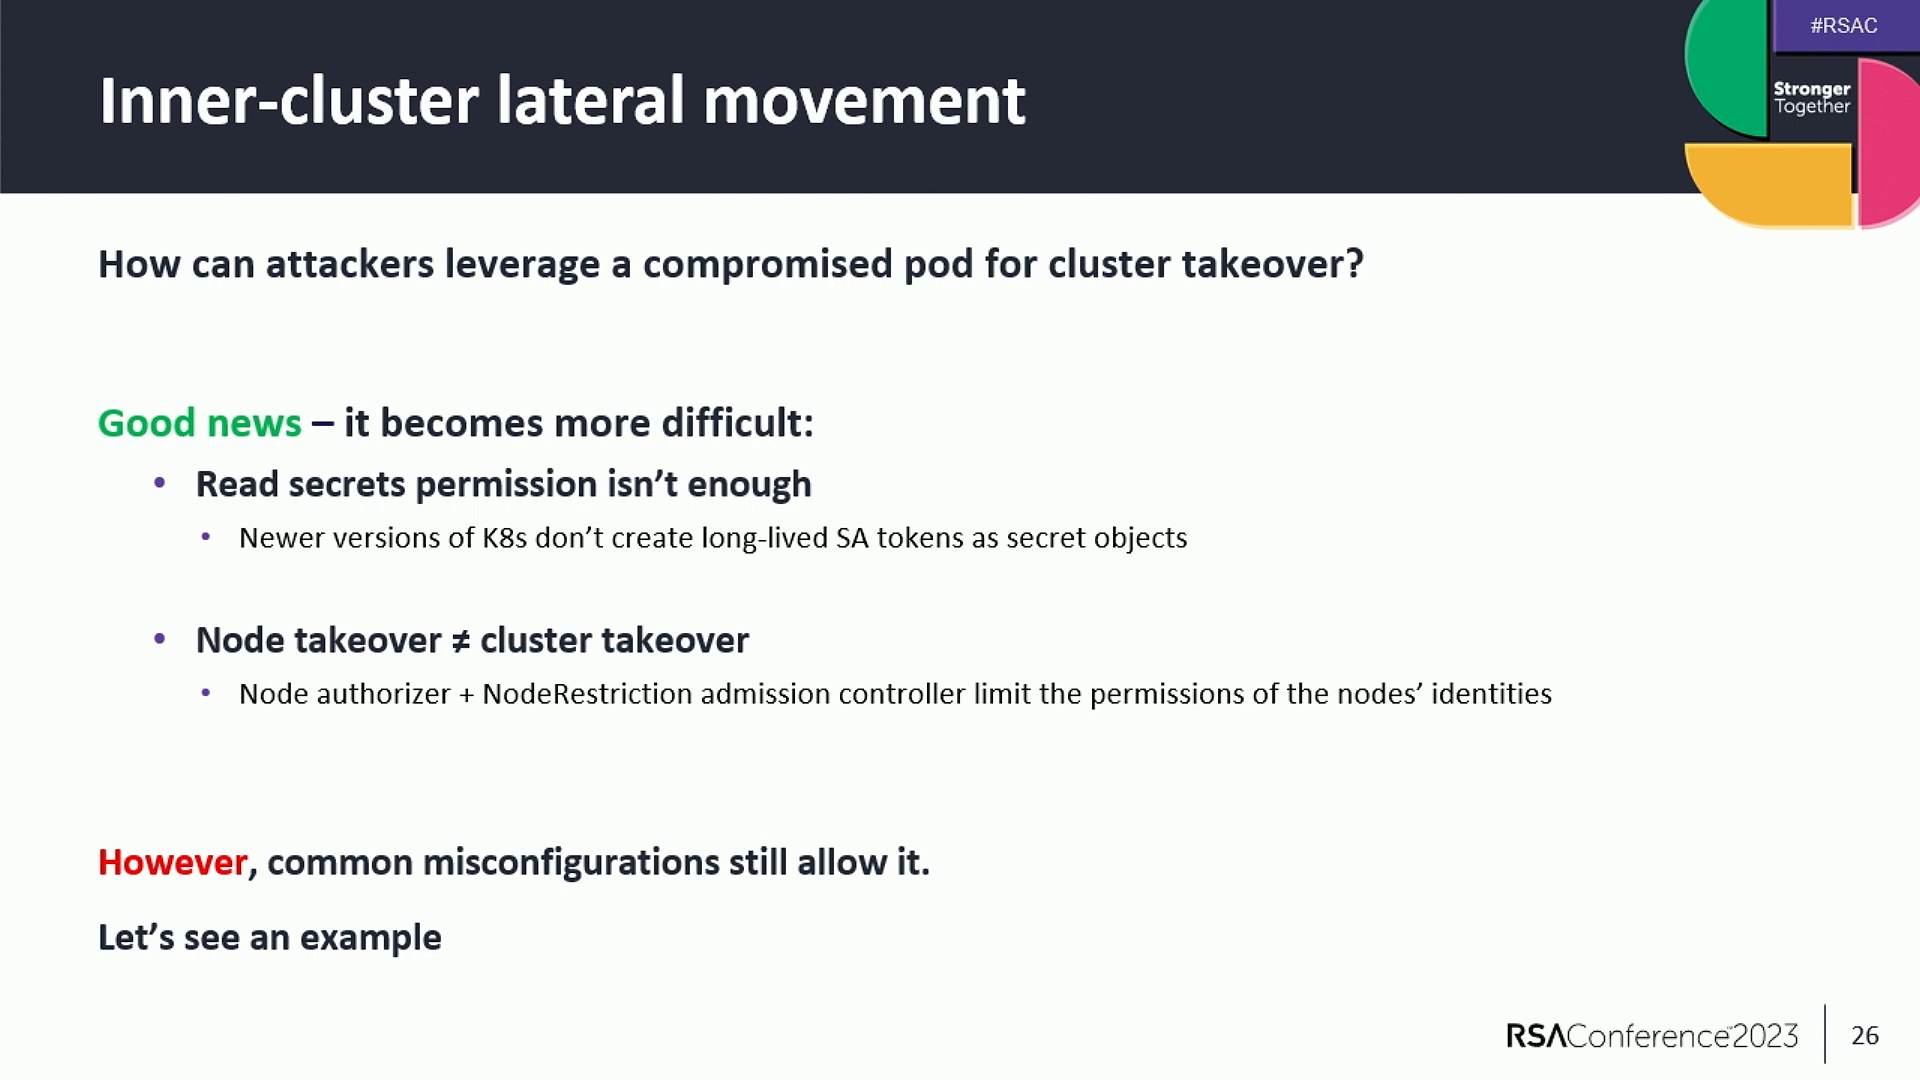 #RSAC
Stronger
Together
Inner-cluster lateral movement
How can attackers leverage a compromised pod for cluster takeover?
Good news – it becomes more difficult:
• Read secrets permission isn’t enough
• Newer versions of K8s don’t create long-lived SA tokens as secret objects
• Node takeover ≠ cluster takeover
• Node authorizer + NodeRestriction admission controller limit the permissions of the nodes’ identities
However, common misconfigurations still allow it.
Let’s see an example
RSAConference™2023
26